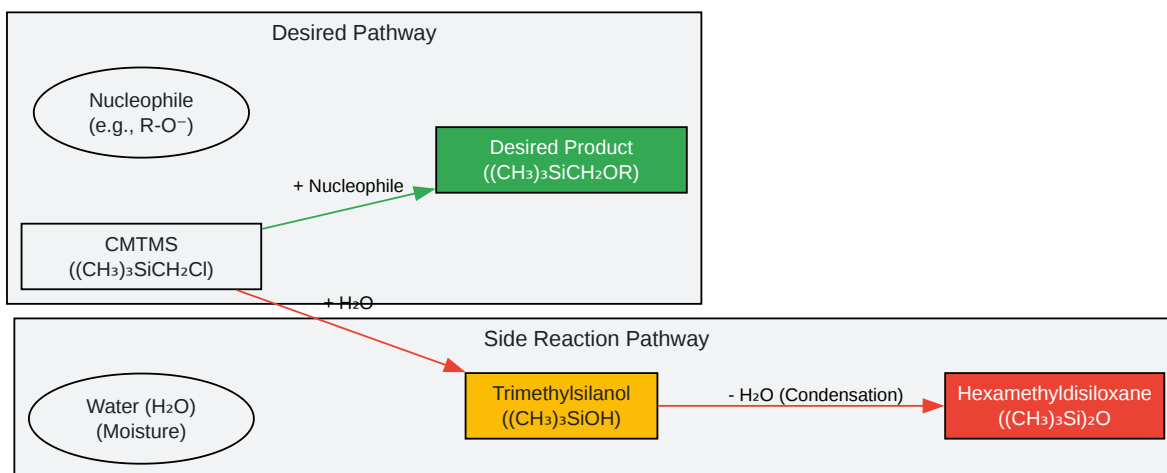 Desired Pathway
Nucleophile
(e.g., R-O⁻)
Desired Product
((CH₃)₃SiCH₂OR)
+ Nucleophile
CMTMS
((CH₃)₃SiCH₂Cl)
+ H₂O
Side Reaction Pathway
Water (H₂O)
(Moisture)
Trimethylsilanol
((CH₃)₃SiOH)
- H₂O (Condensation)
Hexamethyldisiloxane
((CH₃)₃Si)₂O